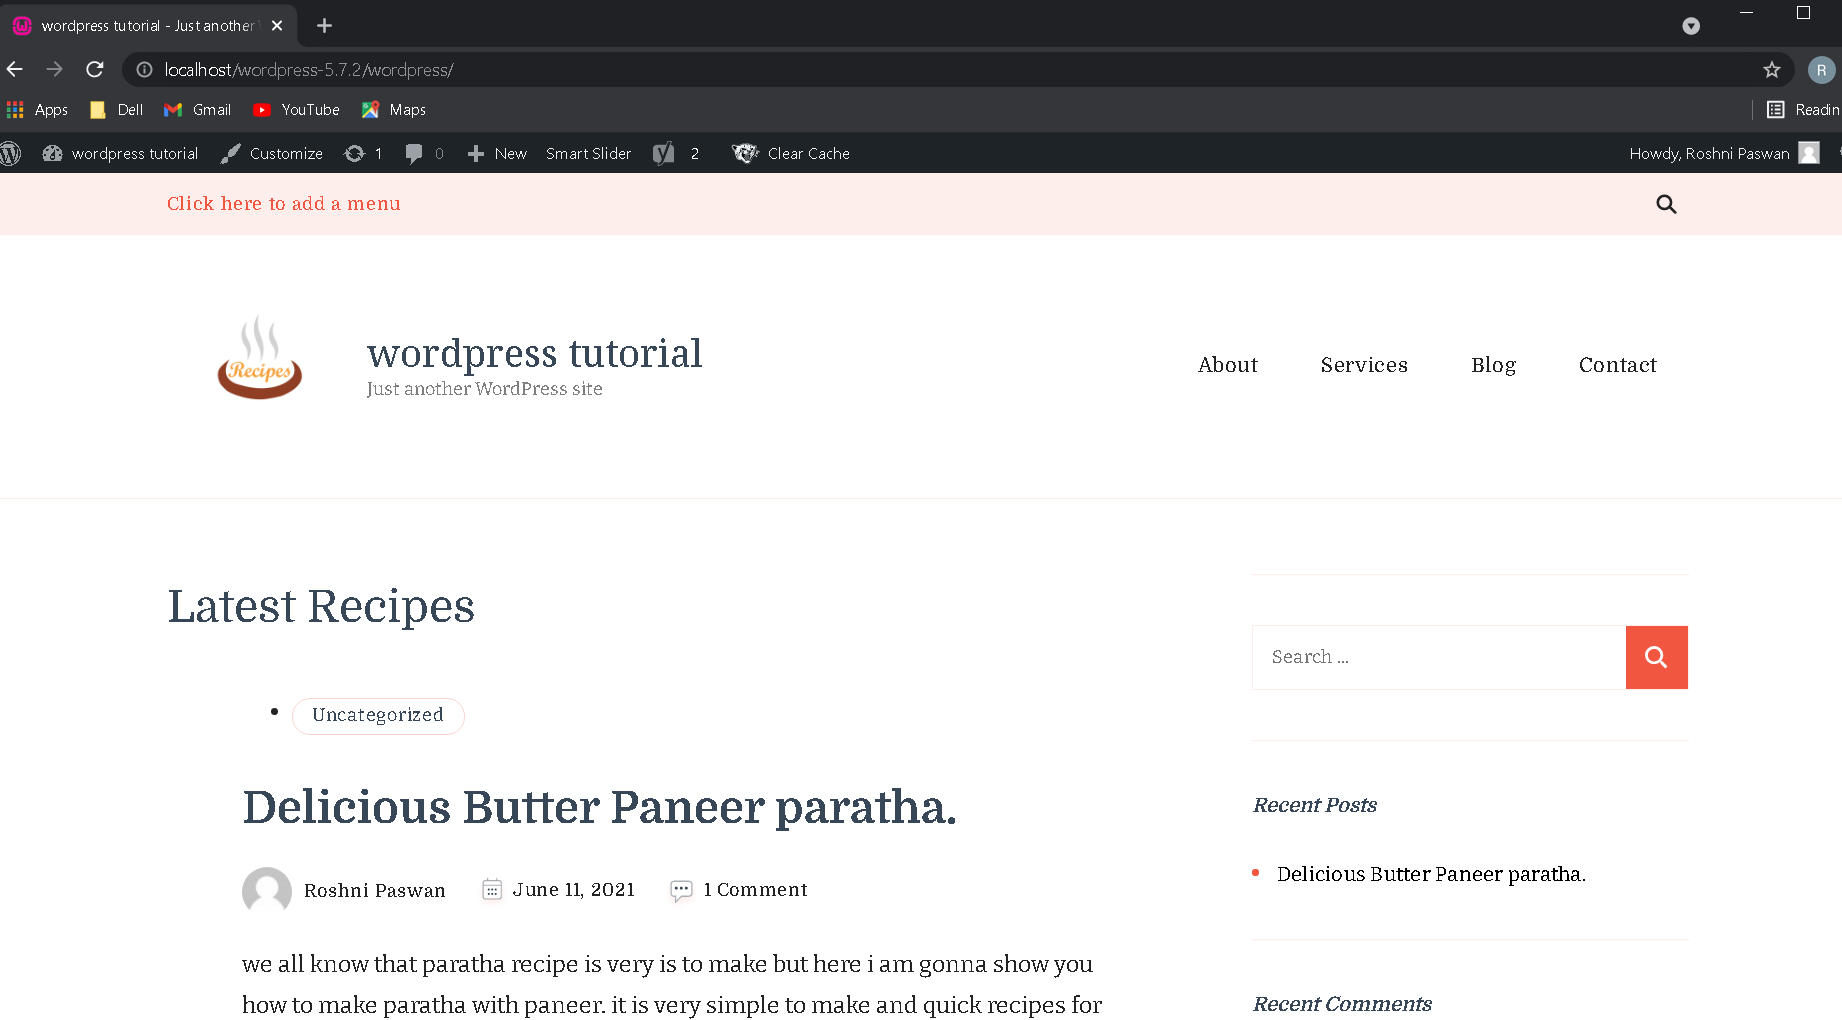 wordpress tutorial - Just another
localhost/wordpress-5.7.2/wordpress/
R
Apps Dell Gmail YouTube Maps
Readin
wordpress tutorial Customize 1 0 New Smart Slider 2 Clear Cache
Howdy, Roshni Paswan
Click here to add a menu
Recipes
wordpress tutorial
Just another WordPress site
About Services Blog Contact
Latest Recipes
Search ...
Uncategorized
Delicious Butter Paneer paratha.
Roshni Paswan June 11, 2021 1 Comment
we all know that paratha recipe is very is to make but here i am gonna show you
how to make paratha with paneer. it is very simple to make and quick recipes for
Recent Posts
Delicious Butter Paneer paratha.
Recent Comments